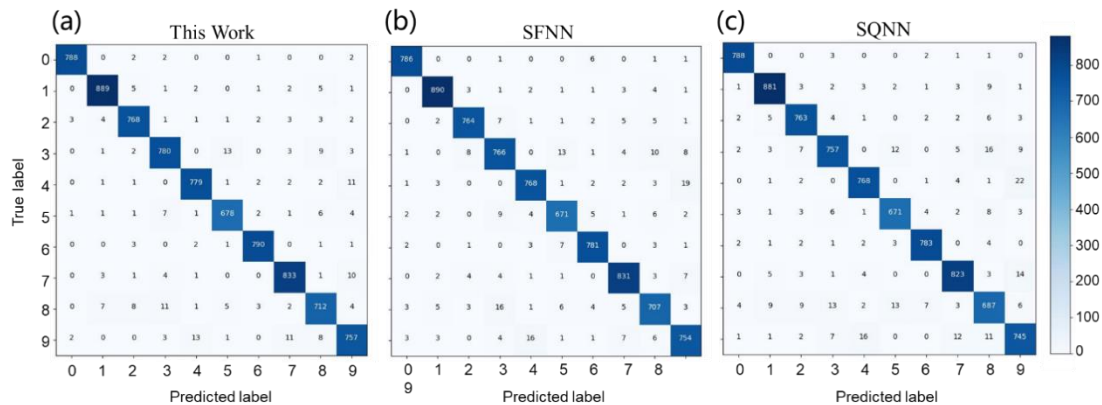 (a) This Work
(b) SFNN
(c) SQNN
True label
0 788 0 2 2 0 0 1 0 0 2
1 0 889 5 1 2 0 1 2 5 1
2 3 4 768 1 1 1 2 3 3 2
3 0 1 2 780 0 13 0 3 9 3
4 0 1 0 0 779 1 2 2 2 11
5 1 1 1 7 1 678 2 1 6 4
6 0 0 3 0 2 1 790 0 1 1
7 0 3 1 4 1 0 0 833 1 10
8 0 7 8 11 1 5 3 2 712 4
9 2 0 0 3 13 1 0 11 8 757
0 1 2 3 4 5 6 7 8 9
Predicted label
786 0 0 1 0 0 6 0 1 1
0 890 3 1 2 1 1 3 4 1
0 2 764 7 1 1 2 5 5 1
1 0 8 766 0 13 1 4 10 8
1 3 0 0 768 1 2 2 2 19
2 2 0 9 4 671 5 1 6 2
2 0 1 0 3 7 781 0 3 1
0 2 4 4 1 0 0 831 3 7
3 5 3 16 1 6 4 5 707 3
3 3 0 4 16 1 1 7 6 754
0 1 2 3 4 5 6 7 8
9
Predicted label
788 0 0 3 0 0 2 1 1 0
1 881 3 2 3 2 1 3 9 1
2 5 763 4 1 0 2 2 6 3
2 3 7 757 0 12 0 5 16 9
0 1 2 0 768 0 1 4 1 22
3 1 3 6 1 671 4 2 8 3
2 1 1 2 3 2 783 0 4 0
0 5 3 3 1 4 0 823 3 14
4 9 9 13 2 13 7 3 687 6
1 1 2 7 16 0 0 12 11 745
0 1 2 3 4 5 6 7 8 9
Predicted label
800
700
600
500
400
300
200
100
0